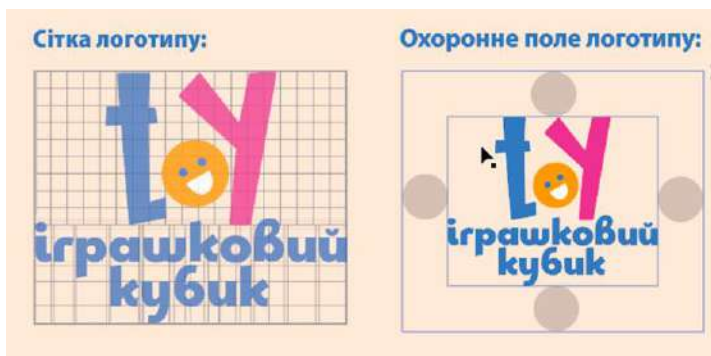 Сітка логотипу:
toy
іграшковий
кубик
Охоронне поле логотипу:
toy
іграшковий
кубик